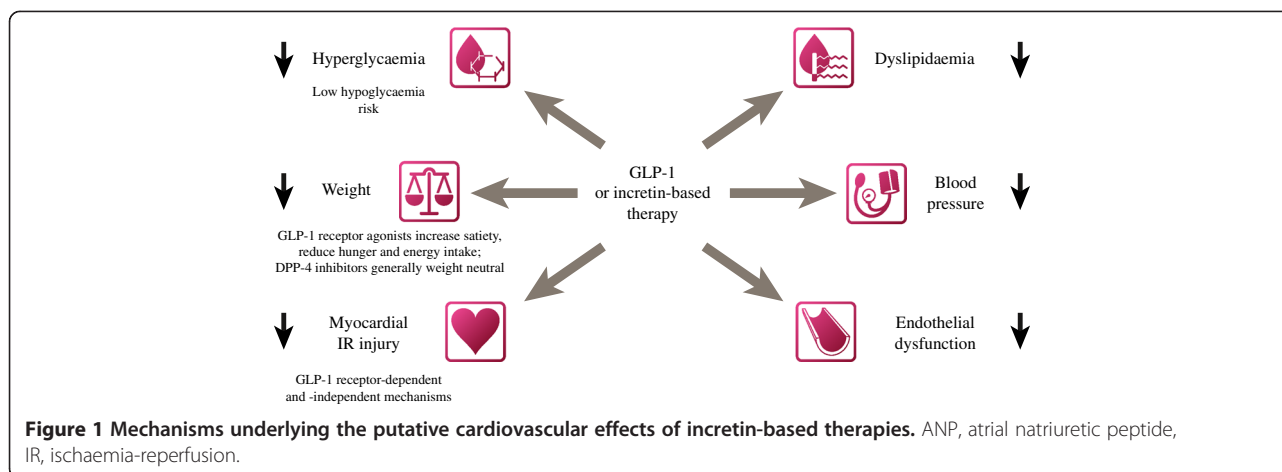 Hyperglycaemia
Low hypoglycaemia
risk
Dyslipidaemia
Weight
GLP-1 receptor agonists increase satiety,
reduce hunger and energy intake;
DPP-4 inhibitors generally weight neutral
GLP-1
or incretin-based
therapy
Blood
pressure
Myocardial
IR injury
GLP-1 receptor-dependent
and -independent mechanisms
Endothelial
dysfunction
Figure 1 Mechanisms underlying the putative cardiovascular effects of incretin-based therapies. ANP, atrial natriuretic peptide,
IR, ischaemia-reperfusion.